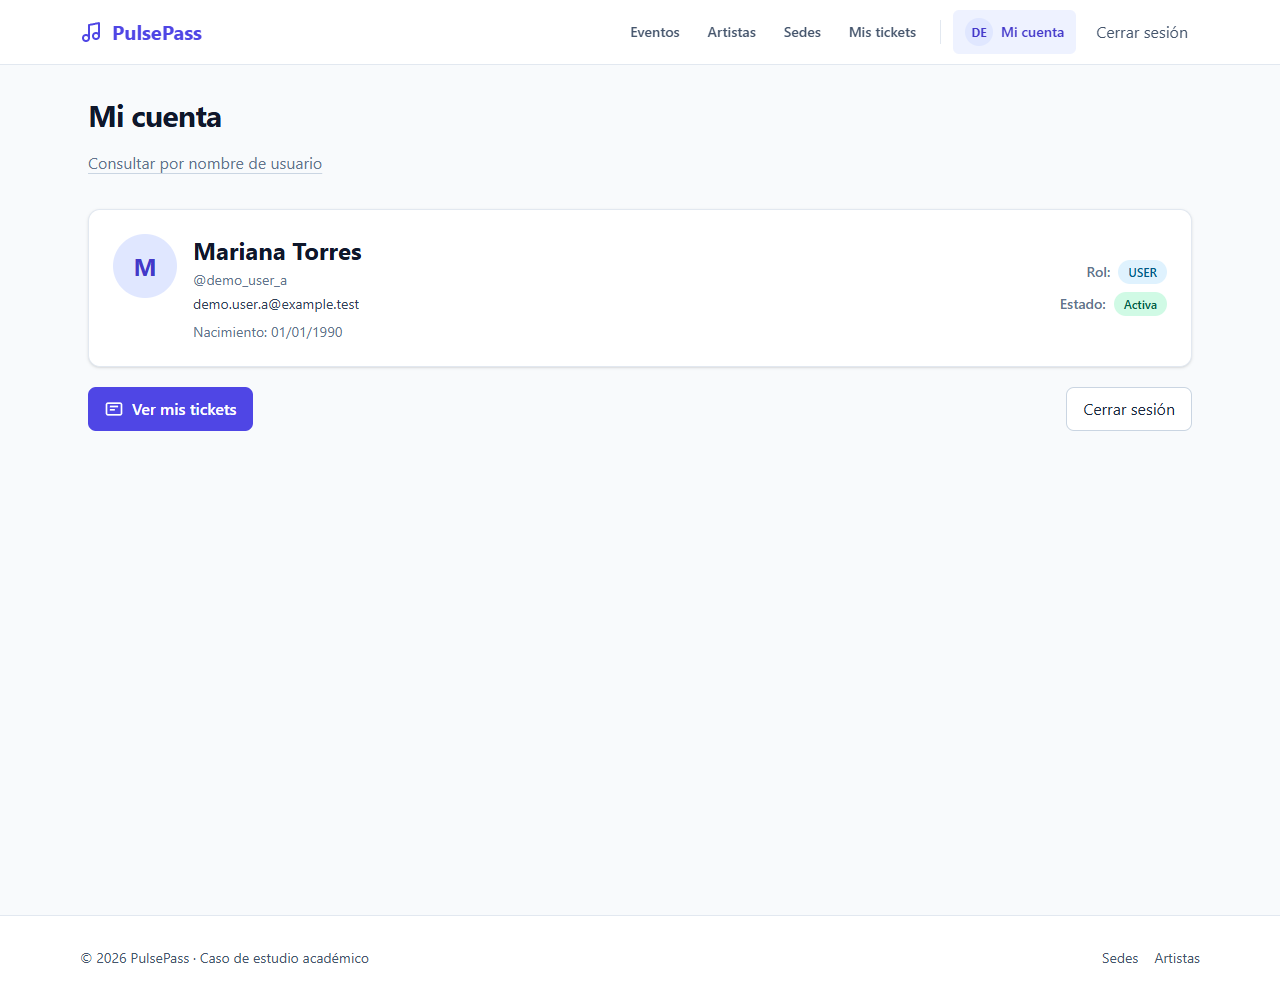 PulsePass
Eventos Artistas Sedes Mis tickets DE Mi cuenta Cerrar sesión
Mi cuenta
Consultar por nombre de usuario
M
Mariana Torres
@demo_user_a
demo.user.a@example.test
Nacimiento: 01/01/1990
Rol: USER
Estado: Activa
Ver mis tickets
Cerrar sesión
© 2026 PulsePass · Caso de estudio académico
Sedes Artistas